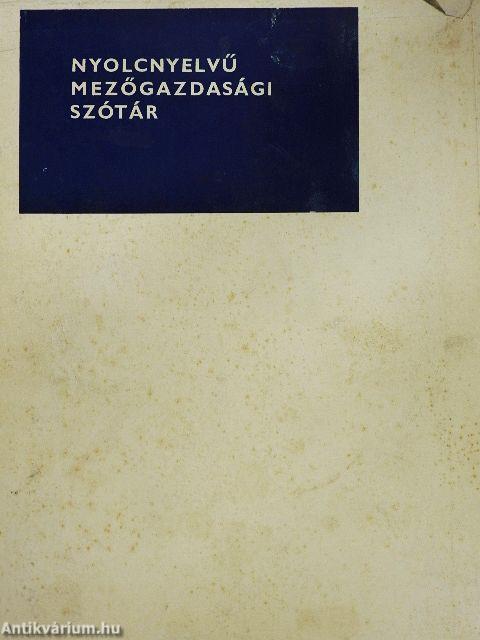 NYOLCNYELVŰ
MEZŐGAZDASÁGI
SZÓTÁR
Antikvárium.hu